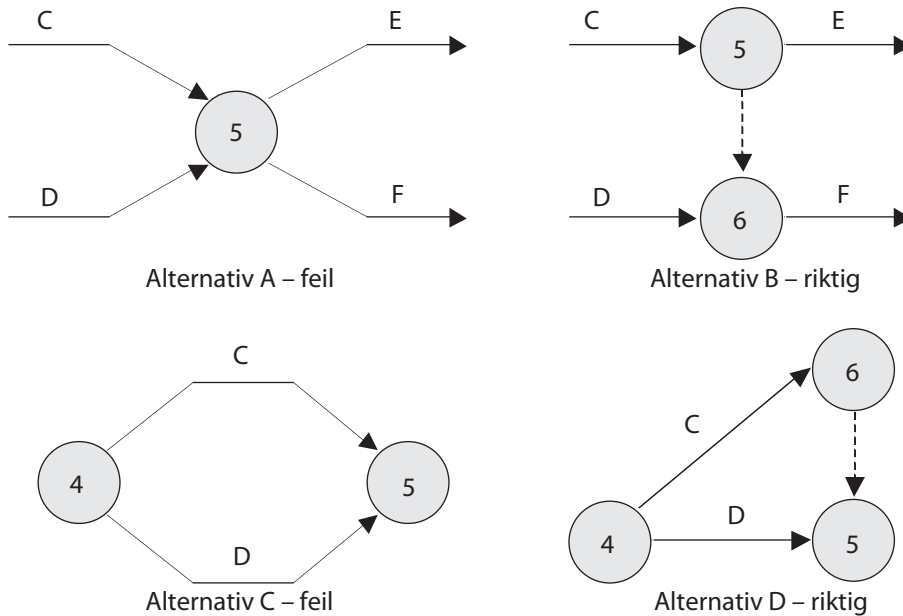 C E
5
D F
Alternativ A – feil
C E
5
D F
6
Alternativ B – riktig
C
4 5
D
Alternativ C – feil
6
C
D
4 5
Alternativ D – riktig